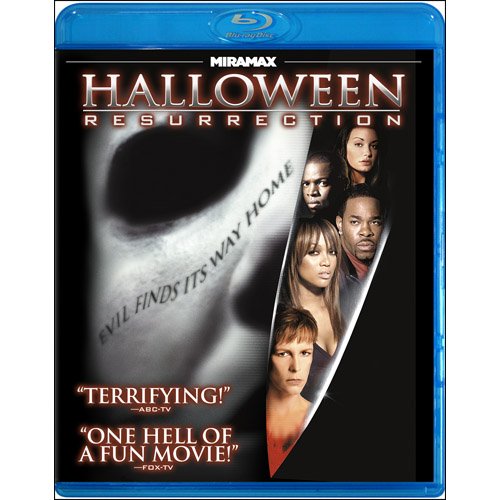 Blu-ray Disc
MIRAMAX
HALLOWEEN
RESURRECTION
EVIL FINDS ITS WAY HOME
"TERRIFYING!"
—ABC-TV
"ONE HELL OF
A FUN MOVIE!"
—FOX-TV